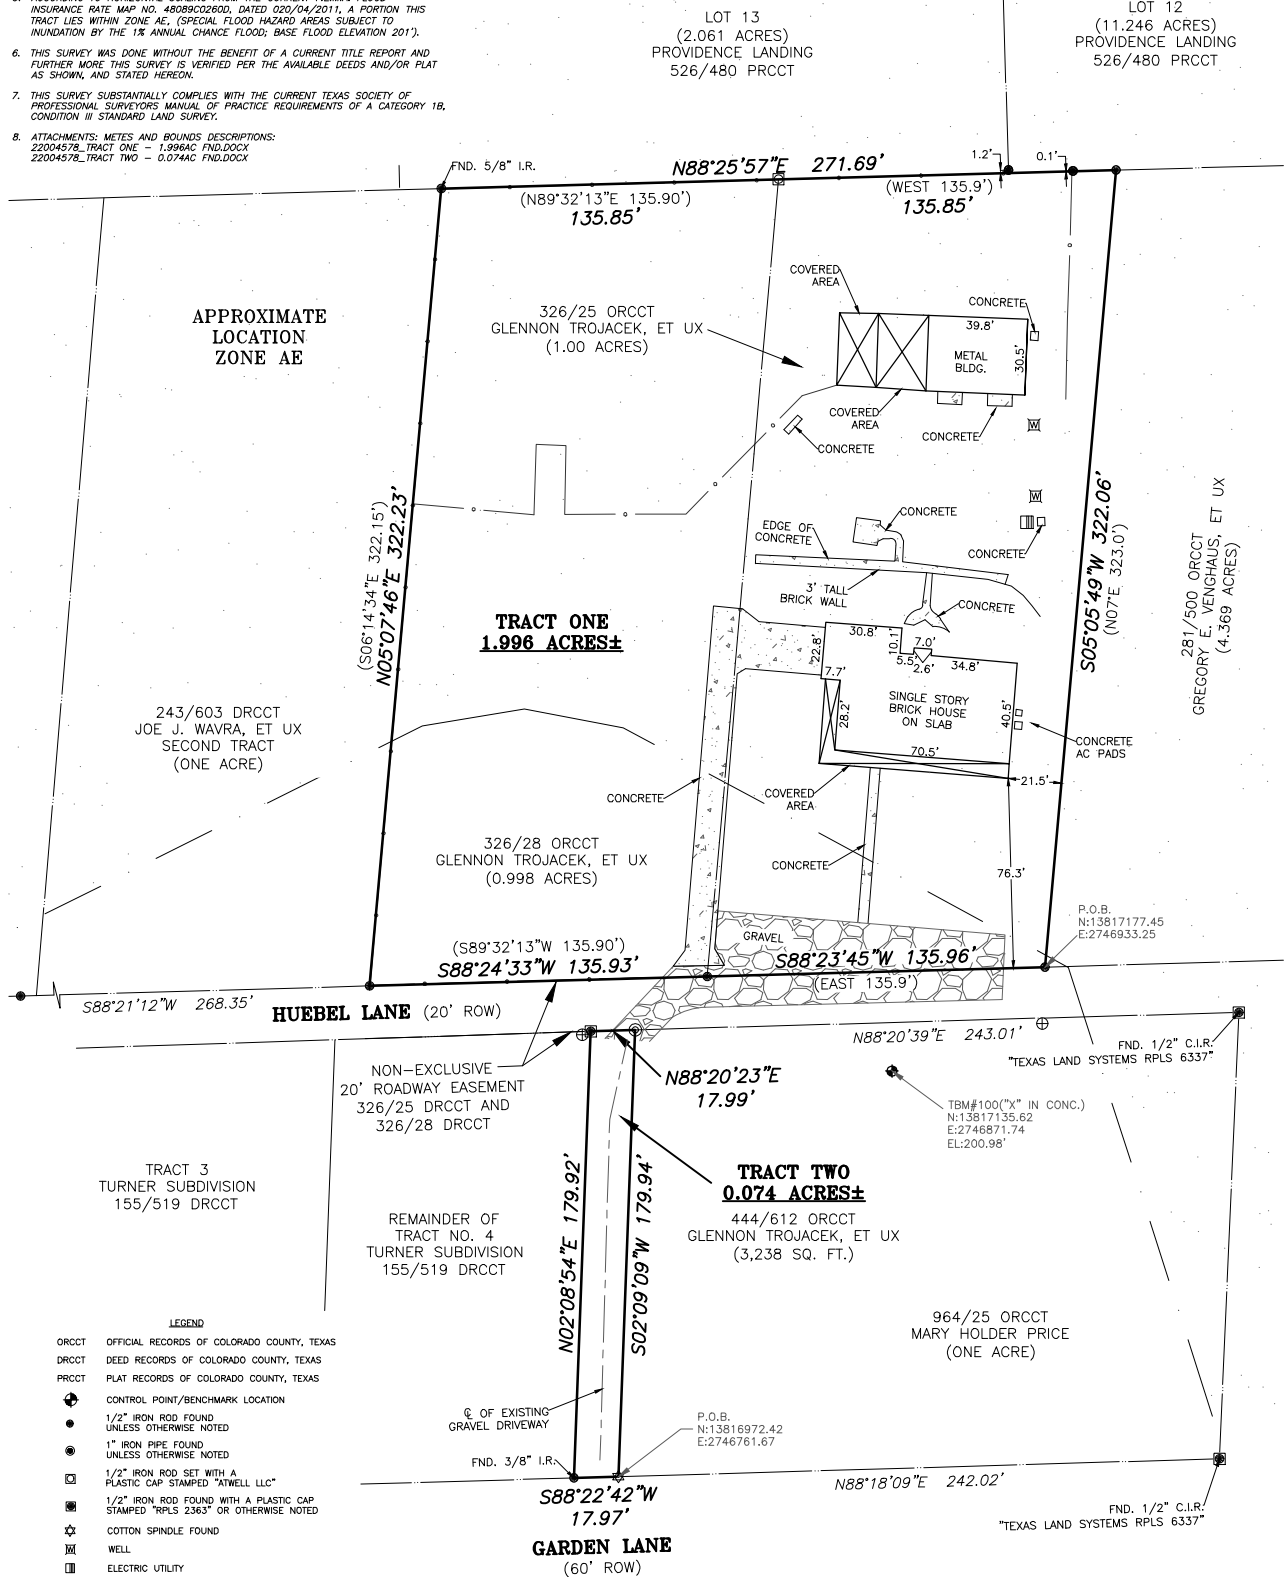 INSURANCE RATE MAP NO. 48089C0260D, DATED 020/04/2011, A PORTION THIS
TRACT LIES WITHIN ZONE AE, (SPECIAL FLOOD HAZARD AREAS SUBJECT TO
INUNDATION BY THE 1% ANNUAL CHANCE FLOOD; BASE FLOOD ELEVATION 201').
6. THIS SURVEY WAS DONE WITHOUT THE BENEFIT OF A CURRENT TITLE REPORT AND
FURTHER MORE THIS SURVEY IS VERIFIED PER THE AVAILABLE DEEDS AND/OR PLAT
AS SHOWN, AND STATED HEREON.
7. THIS SURVEY SUBSTANTIALLY COMPLIES WITH THE CURRENT TEXAS SOCIETY OF
PROFESSIONAL SURVEYORS MANUAL OF PRACTICE REQUIREMENTS OF A CATEGORY 1B,
CONDITION III STANDARD LAND SURVEY.
8. ATTACHMENTS: METES AND BOUNDS DESCRIPTIONS:
22004578_TRACT ONE - 1.996AC FND.DOCX
22004578_TRACT TWO - 0.074AC FND.DOCX
LOT 13
(2.061 ACRES)
PROVIDENCE LANDING
526/480 PRCCT
LOT 12
(11.246 ACRES)
PROVIDENCE LANDING
526/480 PRCCT
FND. 5/8" I.R.
N88°25'57"E 271.69'
1.2'
0.1'
(N89°32'13"E 135.90')
135.85'
(WEST 135.9')
135.85'
APPROXIMATE
LOCATION
ZONE AE
326/25 ORCCT
GLENNON TROJACEK, ET UX
(1.00 ACRES)
COVERED
AREA
CONCRETE
39.8'
METAL
BLDG.
30.5'
COVERED
AREA
CONCRETE
CONCRETE
W
W
CONCRETE
EDGE OF
CONCRETE
CONCRETE
3' TALL
BRICK WALL
CONCRETE
(S06°14'34"E 322.15')
N05°07'46"E 322.23'
S05°05'49"W 322.06'
(N07°E 323.0')
281/500 ORCCT
GREGORY E. VENGHAUS, ET UX
(4.369 ACRES)
TRACT ONE
1.996 ACRES±
30.8'
22.8'
10.1'
7.0'
5.5'
2.6'
34.8'
7.7'
28.2'
SINGLE STORY
BRICK HOUSE
ON SLAB
40.5'
70.5'
CONCRETE
AC PADS
21.5'
243/603 DRCCT
JOE J. WAVRA, ET UX
SECOND TRACT
(ONE ACRE)
CONCRETE
COVERED
AREA
326/28 ORCCT
GLENNON TROJACEK, ET UX
(0.998 ACRES)
CONCRETE
76.3'
P.O.B.
N:13817177.45
E:2746933.25
GRAVEL
(S89°32'13"W 135.90')
S88°24'33"W 135.93'
S88°23'45"W 135.96'
(EAST 135.9')
S88°21'12"W 268.35'
HUEBEL LANE (20' ROW)
N88°20'39"E 243.01'
FND. 1/2" C.I.R.
"TEXAS LAND SYSTEMS RPLS 6337"
NON-EXCLUSIVE
20' ROADWAY EASEMENT
326/25 DRCCT AND
326/28 DRCCT
N88°20'23"E
17.99'
TBM#100("X" IN CONC.)
N:13817135.62
E:2746871.74
EL:200.98'
TRACT 3
TURNER SUBDIVISION
155/519 DRCCT
TRACT TWO
0.074 ACRES±
444/612 ORCCT
GLENNON TROJACEK, ET UX
(3,238 SQ. FT.)
REMAINDER OF
TRACT NO. 4
TURNER SUBDIVISION
155/519 DRCCT
N02°08'54"E 179.92'
S02°09'09"W 179.94'
964/25 ORCCT
MARY HOLDER PRICE
(ONE ACRE)
LEGEND
ORCCT OFFICIAL RECORDS OF COLORADO COUNTY, TEXAS
DRCCT DEED RECORDS OF COLORADO COUNTY, TEXAS
PRCCT PLAT RECORDS OF COLORADO COUNTY, TEXAS
CONTROL POINT/BENCHMARK LOCATION
1/2" IRON ROD FOUND
UNLESS OTHERWISE NOTED
1" IRON PIPE FOUND
UNLESS OTHERWISE NOTED
1/2" IRON ROD SET WITH A
PLASTIC CAP STAMPED "ATWELL LLC"
1/2" IRON ROD FOUND WITH A PLASTIC CAP
STAMPED "RPLS 2363" OR OTHERWISE NOTED
COTTON SPINDLE FOUND
W WELL
ELECTRIC UTILITY
℄ OF EXISTING
GRAVEL DRIVEWAY
P.O.B.
N:13816972.42
E:2746761.67
FND. 3/8" I.R.
S88°22'42"W
17.97'
N88°18'09"E 242.02'
FND. 1/2" C.I.R.
"TEXAS LAND SYSTEMS RPLS 6337"
GARDEN LANE
(60' ROW)